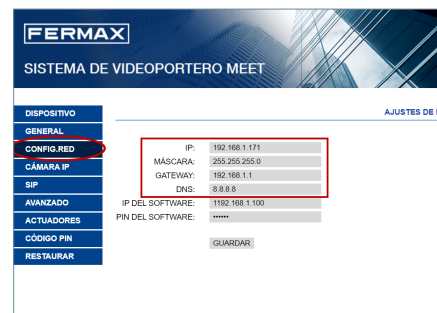 FERMAX
SISTEMA DE VIDEOPORTERO MEET
DISPOSITIVO
AJUSTES DE
GENERAL
CONFIG.RED
CÁMARA IP
SIP
AVANZADO
ACTUADORES
CÓDIGO PIN
RESTAURAR
IP: 192.168.1.171
MÁSCARA: 255.255.255.0
GATEWAY: 192.168.1.1
DNS: 8.8.8.8
IP DEL SOFTWARE: 1192.168.1.100
PIN DEL SOFTWARE: ••••••
GUARDAR